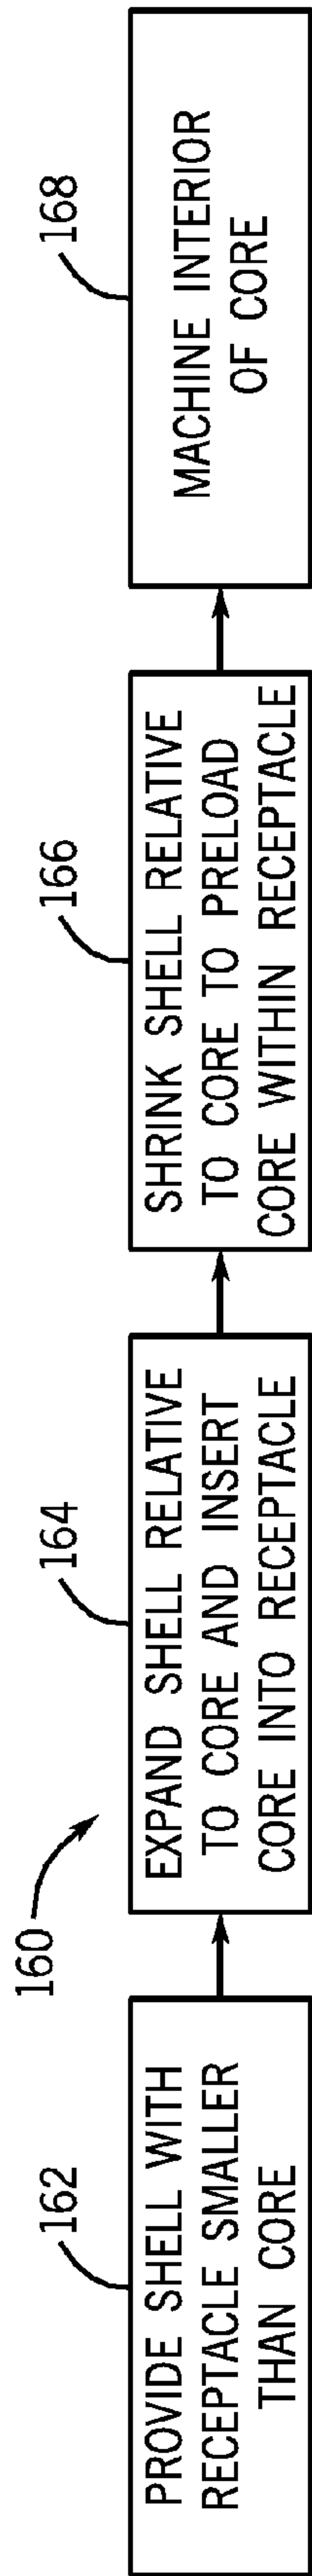 160
162
PROVIDE SHELL WITH
RECEPTACLE SMALLER
THAN CORE
164
EXPAND SHELL RELATIVE
TO CORE AND INSERT
CORE INTO RECEPTACLE
166
SHRINK SHELL RELATIVE
TO CORE TO PRELOAD
CORE WITHIN RECEPTACLE
168
MACHINE INTERIOR
OF CORE